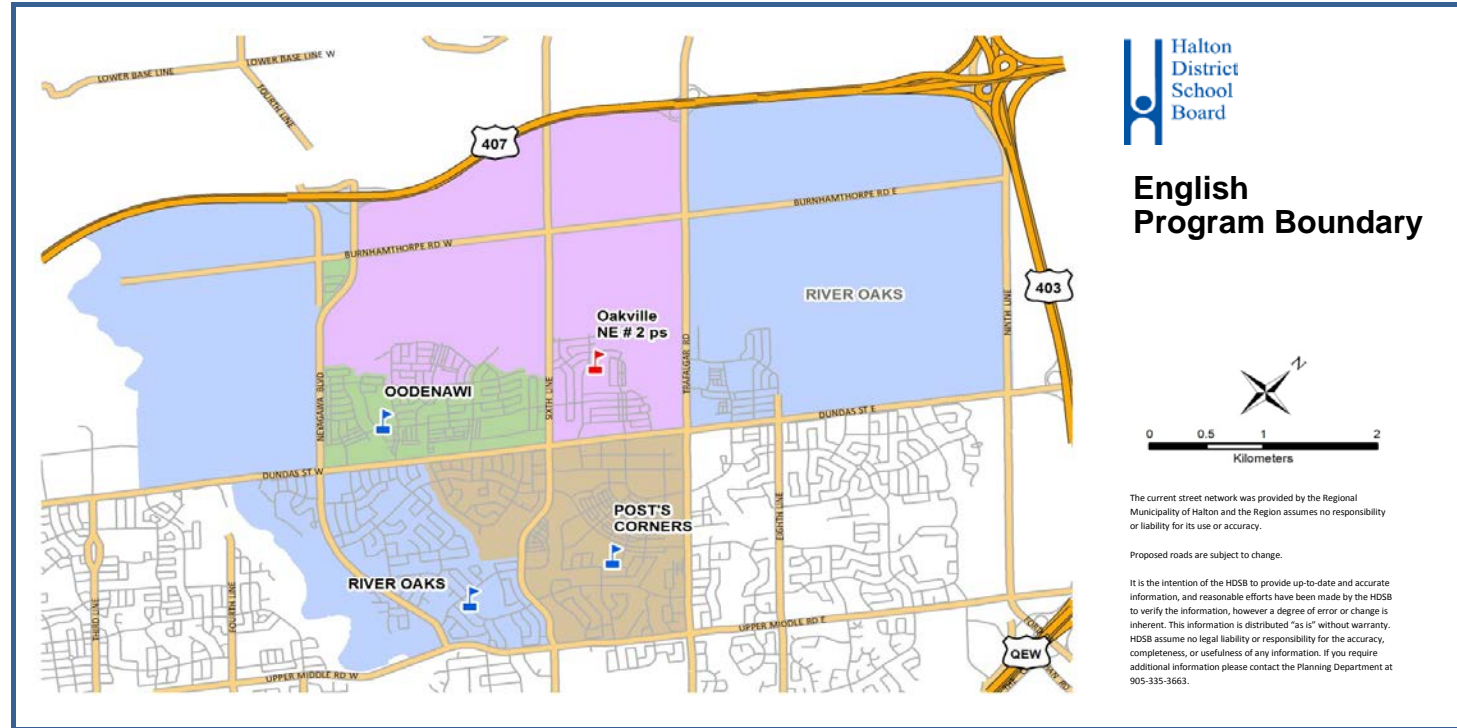 LOWER BASE LINE
LOWER BASE LINE W
FOURTH LINE
407
BURNHAMTHORPE RD W
BURNHAMTHORPE RD E
RIVER OAKS
403
NINTH LINE
Oakville
NE # 2 ps
TRAFALGAR RD
SIXTH LINE
NEYAGAWA BLVD
OODENAWI
DUNDAS ST E
DUNDAS ST W
POST'S
CORNERS
EIGHTH LINE
RIVER OAKS
THIRD LINE
FOURTH LINE
UPPER MIDDLE RD E
UPPER MIDDLE RD W
QEW
Halton
District
School
Board
English
Program Boundary
N
0 0.5 1 2
Kilometers
The current street network was provided by the Regional
Municipality of Halton and the Region assumes no responsibility
or liability for its use or accuracy.
Proposed roads are subject to change.
It is the intention of the HDSB to provide up-to-date and accurate
information, and reasonable efforts have been made by the HDSB
to verify the information, however a degree of error or change is
inherent. This information is distributed "as is" without warranty.
HDSB assume no legal liability or responsibility for the accuracy,
completeness, or usefulness of any information. If you require
additional information please contact the Planning Department at
905-335-3663.